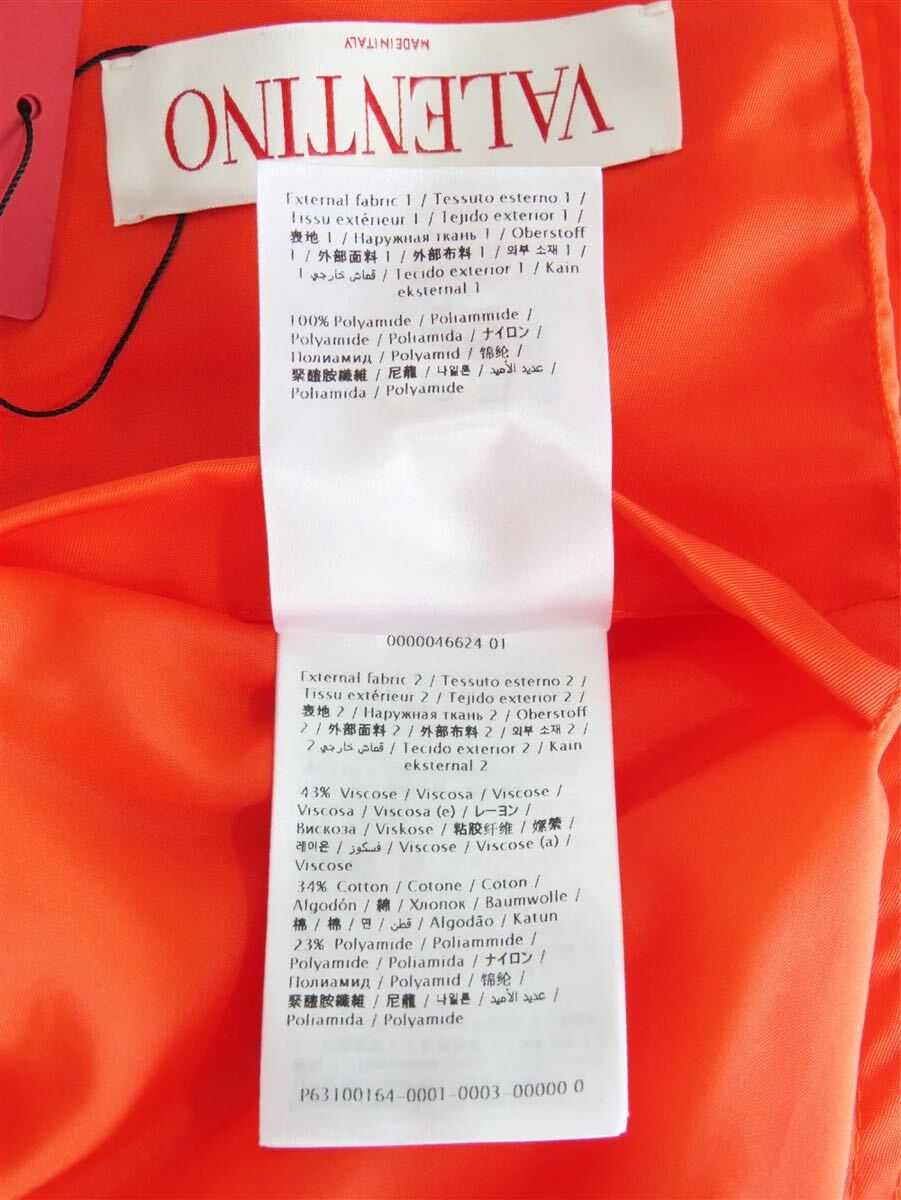 MADE IN ITALY
VALENTINO
External fabric 1 / Tessuto esterno 1 /
Tissu extérieur 1 / Tejido exterior 1 /
表地 1 / Наружная ткань 1 / Oberstoff
1 / 外部面料 1 / 外部布料 1 / 외부 소재 1 /
قماش خارجي 1 / Tecido exterior 1 / Kain
eksternal 1
100% Polyamide / Poliammide /
Polyamide / Poliamida / ナイロン /
Полиамид / Polyamid / 锦纶 /
聚醯胺纖維 / 尼龍 / 나일론 / عديد الأميد /
Poliamida / Polyamide
0000046624 01
External fabric 2 / Tessuto esterno 2 /
Tissu extérieur 2 / Tejido exterior 2 /
表地 2 / Наружная ткань 2 / Oberstoff
2 / 外部面料 2 / 外部布料 2 / 외부 소재 2 /
قماش خارجي 2 / Tecido exterior 2 / Kain
eksternal 2
43% Viscose / Viscosa / Viscose /
Viscosa / Viscosa (e) / レーヨン /
Вискоза / Viskose / 粘胶纤维 / 嫘縈 /
레이온 / فسكوز / Viscose / Viscose (a) /
Viscose
34% Cotton / Cotone / Coton /
Algodón / 綿 / Хлопок / Baumwolle /
棉 / 棉 / 면 / قطن / Algodão / Katun
23% Polyamide / Poliammide /
Polyamide / Poliamida / ナイロン /
Полиамид / Polyamid / 锦纶 /
聚醯胺纖維 / 尼龍 / 나일론 / عديد الأميد /
Poliamida / Polyamide
P63100164-0001-0003-00000 0